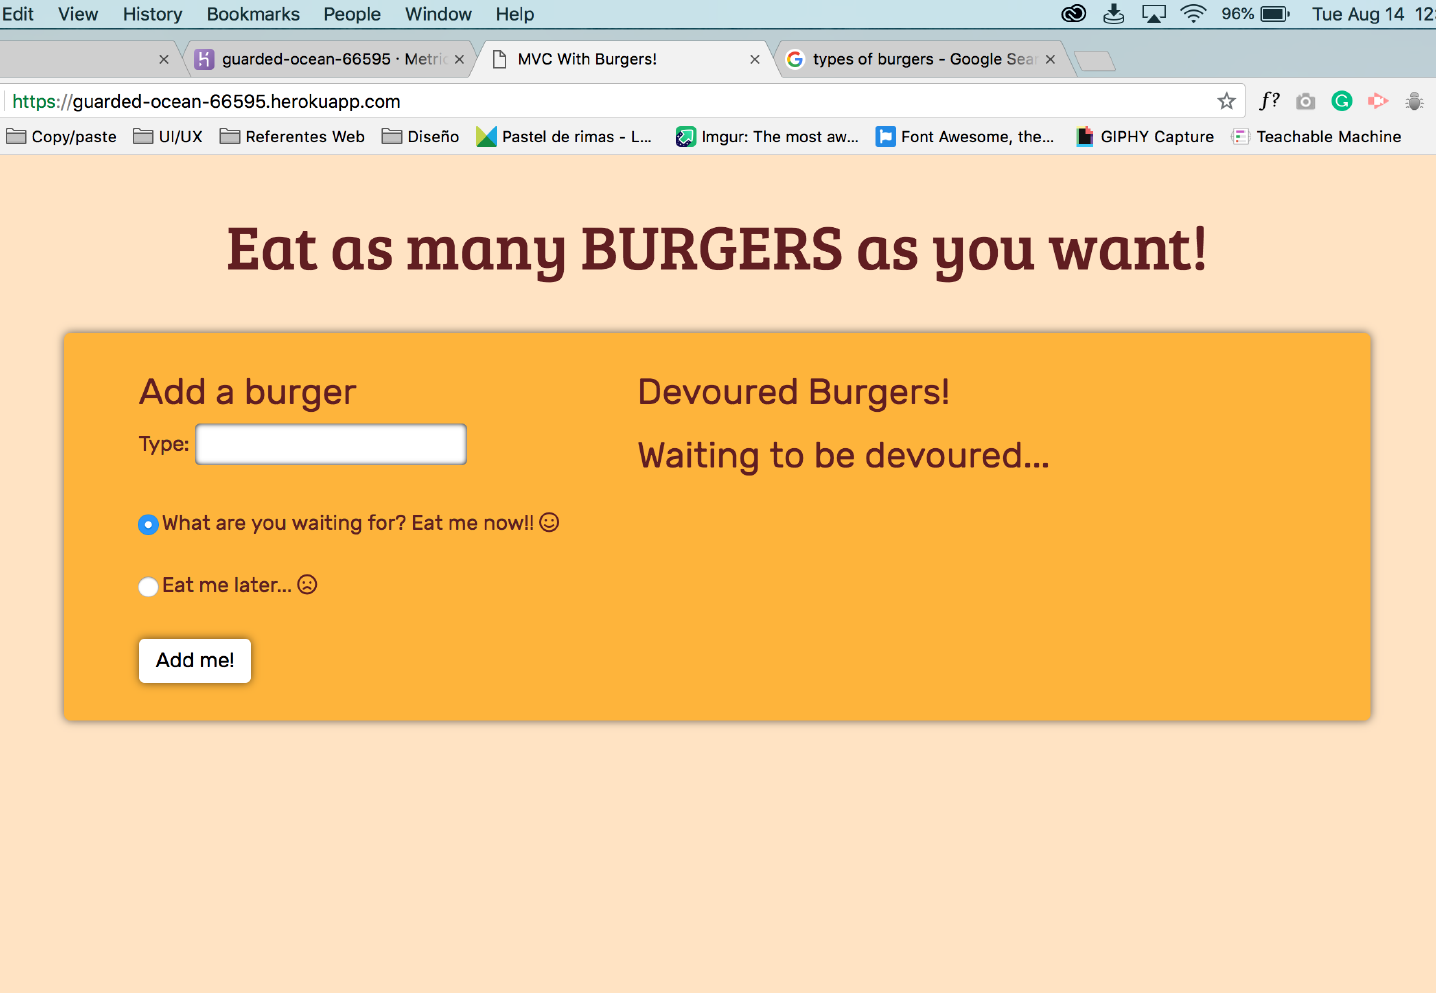 Edit View History Bookmarks People Window Help 96% Tue Aug 14 12:
guarded-ocean-66595 · Metric MVC With Burgers! types of burgers - Google Sear
https://guarded-ocean-66595.herokuapp.com f?
Copy/paste UI/UX Referentes Web Diseño Pastel de rimas - L... Imgur: The most aw... Font Awesome, the... GIPHY Capture Teachable Machine
Eat as many BURGERS as you want!
Add a burger
Type:
What are you waiting for? Eat me now!!
Eat me later...
Add me!
Devoured Burgers!
Waiting to be devoured...